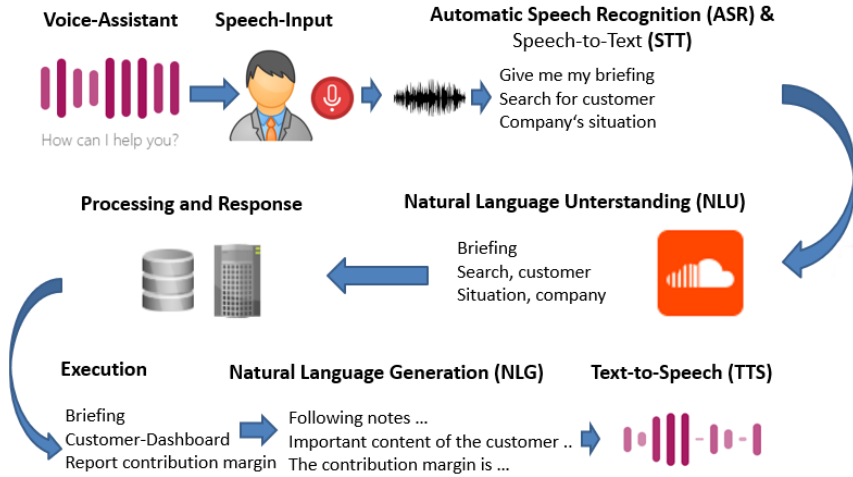 Voice-Assistant
Speech-Input
Automatic Speech Recognition (ASR) &
Speech-to-Text (STT)
How can I help you?
Give me my briefing
Search for customer
Company's situation
Processing and Response
Natural Language Unterstanding (NLU)
Briefing
Search, customer
Situation, company
Execution
Briefing
Customer-Dashboard
Report contribution margin
Natural Language Generation (NLG)
Following notes ...
Important content of the customer ..
The contribution margin is ...
Text-to-Speech (TTS)